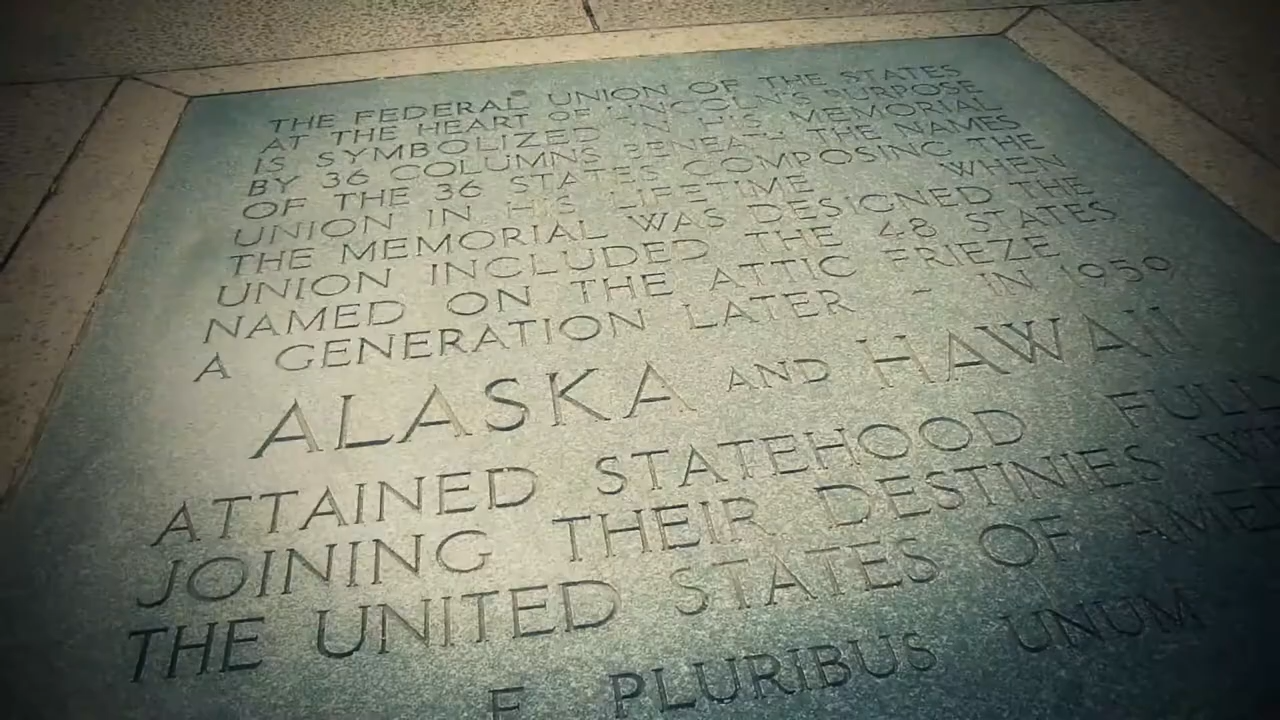 THE FEDERAL UNION OF THE STATES
AT THE HEART OF LINCOLN'S PURPOSE
IS SYMBOLIZED IN HIS MEMORIAL
BY 36 COLUMNS BENEATH THE NAMES
OF THE 36 STATES COMPOSING THE
UNION IN HIS LIFETIME WHEN
THE MEMORIAL WAS DESIGNED THE
UNION INCLUDED THE 48 STATES
NAMED ON THE ATTIC FRIEZE
A GENERATION LATER - IN 1959
ALASKA AND HAWAII
ATTAINED STATEHOOD FULLY
JOINING THEIR DESTINIES
THE UNITED STATES OF
E PLURIBUS UNUM